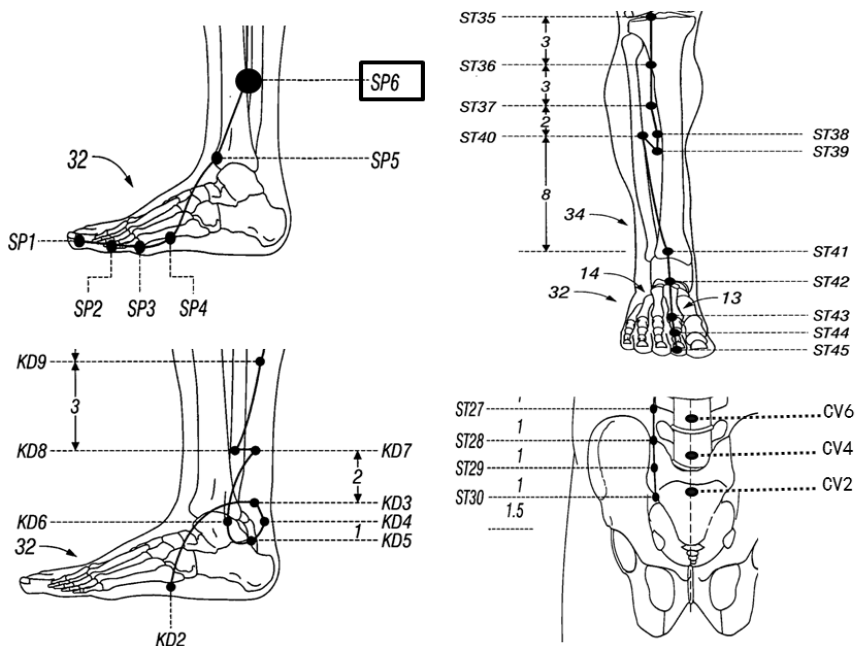 SP6
SP5
32
SP1
SP2 SP3 SP4
ST35
3
ST36
3
ST37
2
ST40 ST38
ST39
8
34
ST41
14 ST42
32 13
ST43
ST44
ST45
KD9
3
KD8 KD7
2
KD3
KD6 KD4
1
KD5
32
KD2
ST27
1
CV6
ST28
1
CV4
ST29
1
CV2
ST30
1.5